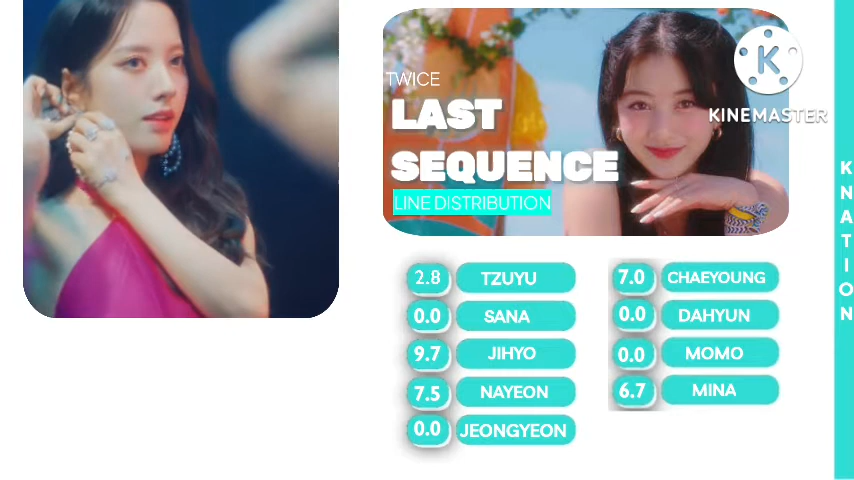 TWICE
LAST
SEQUENCE
LINE DISTRIBUTION
K
KINEMASTER
2.8 TZUYU
0.0 SANA
9.7 JIHYO
7.5 NAYEON
0.0 JEONGYEON
7.0 CHAEYOUNG
0.0 DAHYUN
0.0 MOMO
6.7 MINA
KNATION